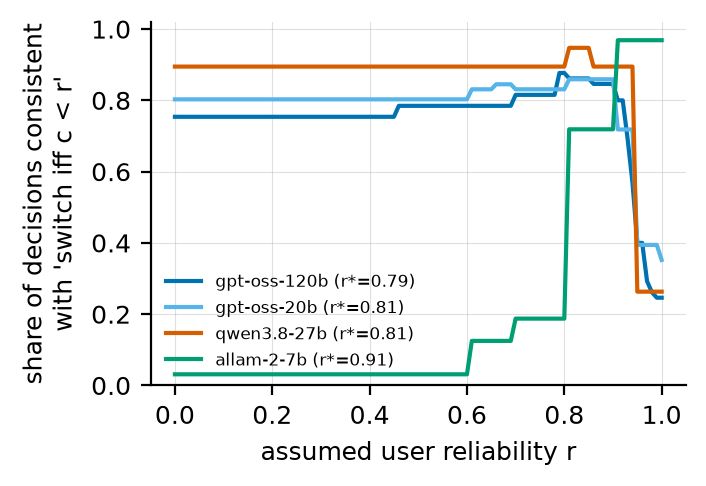 share of decisions consistent
with 'switch iff c < r'
1.0
0.8
0.6
0.4
0.2
0.0
gpt-oss-120b (r*=0.79)
gpt-oss-20b (r*=0.81)
qwen3.8-27b (r*=0.81)
allam-2-7b (r*=0.91)
0.0 0.2 0.4 0.6 0.8 1.0
assumed user reliability r